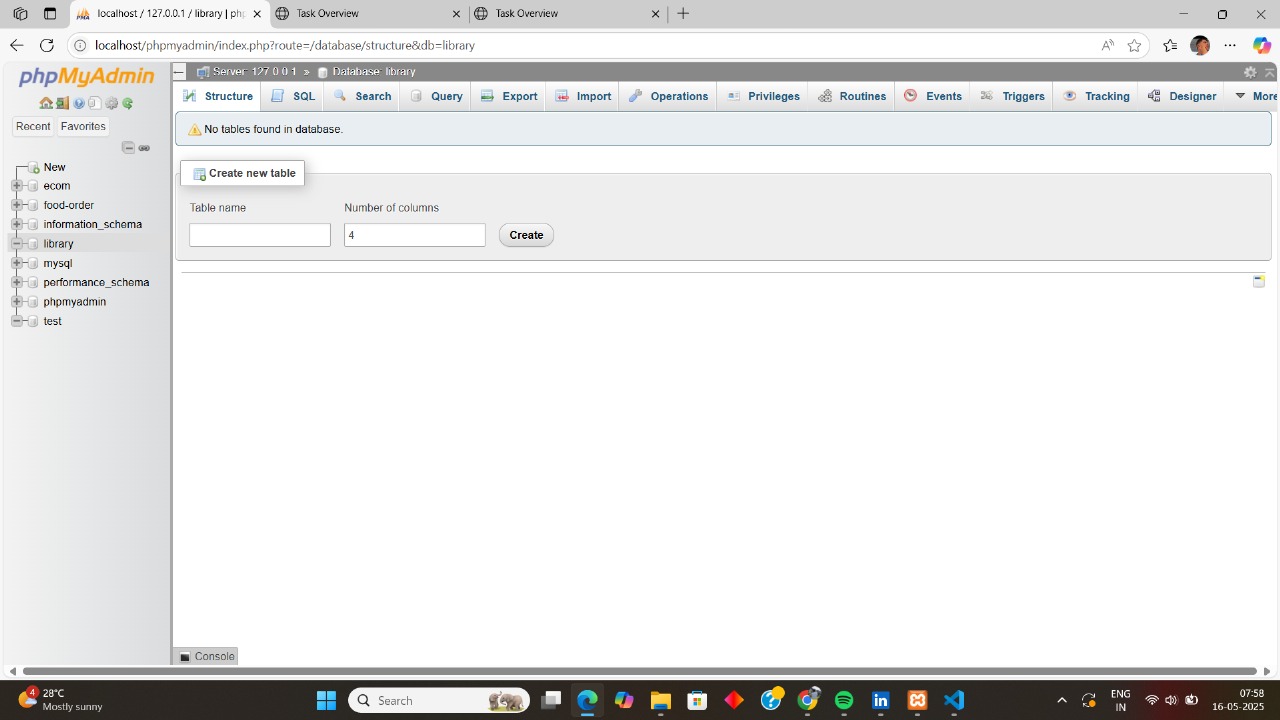 localhost / 127.0.0.1 / library | php
Task Overview
Task Overview
localhost/phpmyadmin/index.php?route=/database/structure&db=library
phpMyAdmin
Recent
Favorites
New
ecom
food-order
information_schema
library
mysql
performance_schema
phpmyadmin
test
Server: 127.0.0.1 » Database: library
Structure
SQL
Search
Query
Export
Import
Operations
Privileges
Routines
Events
Triggers
Tracking
Designer
More
No tables found in database.
Create new table
Table name
Number of columns
4
Create
Console
4
28°C
Mostly sunny
Search
ENG
IN
07:58
16-05-2025